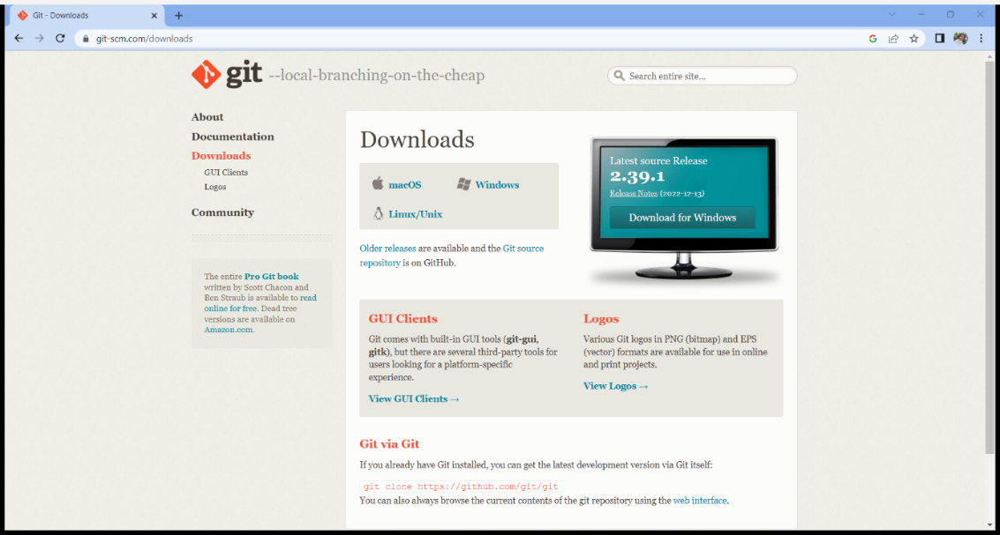 Git - Downloads
git-scm.com/downloads
git --local-branching-on-the-cheap
Search entire site...
About
Documentation
Downloads
GUI Clients
Logos
Community
The entire Pro Git book
written by Scott Chacon and
Ben Straub is available to read
online for free. Dead tree
versions are available on
Amazon.com.
Downloads
macOS
Windows
Linux/Unix
Older releases are available and the Git source
repository is on GitHub.
Latest source Release
2.39.1
Release Notes (2022-12-13)
Download for Windows
GUI Clients
Git comes with built-in GUI tools (git-gui,
gitk), but there are several third-party tools for
users looking for a platform-specific
experience.
View GUI Clients →
Logos
Various Git logos in PNG (bitmap) and EPS
(vector) formats are available for use in online
and print projects.
View Logos →
Git via Git
If you already have Git installed, you can get the latest development version via Git itself:
git clone https://github.com/git/git
You can also always browse the current contents of the git repository using the web interface.